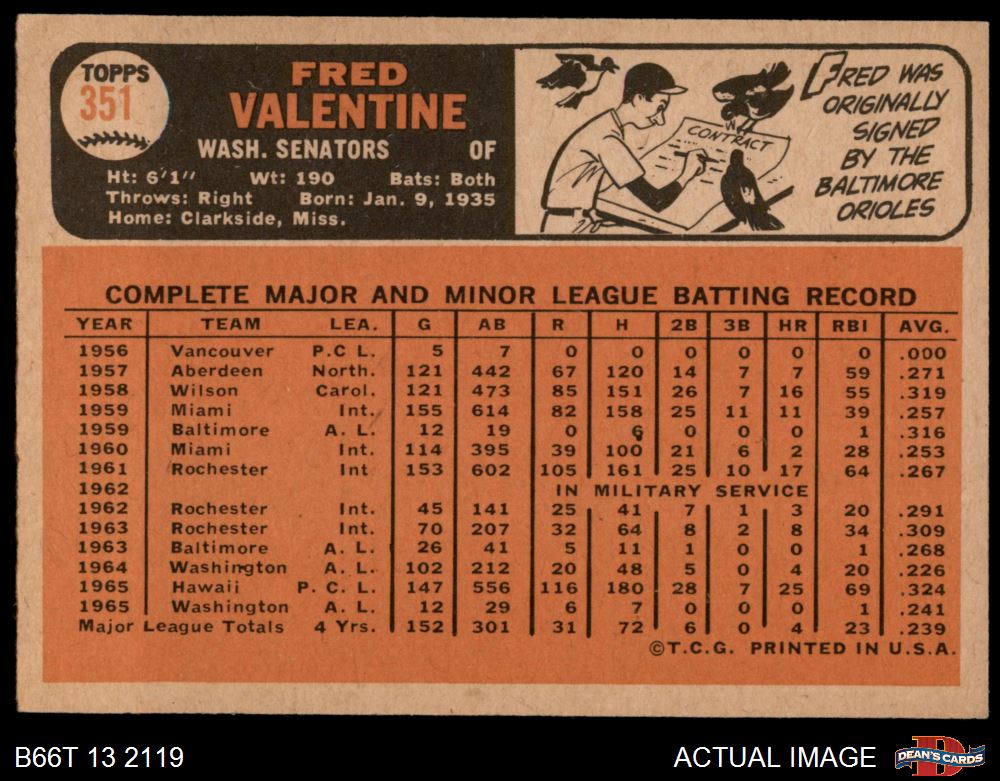 TOPPS
351
FRED
VALENTINE
WASH. SENATORS OF
Ht: 6'1" Wt: 190 Bats: Both
Throws: Right Born: Jan. 9, 1935
Home: Clarkside, Miss.
CONTRACT
FRED WAS
ORIGINALLY
SIGNED
BY THE
BALTIMORE
ORIOLES
COMPLETE MAJOR AND MINOR LEAGUE BATTING RECORD
YEAR TEAM LEA. G AB R H 2B 3B HR RBI AVG.
1956 Vancouver P.C L. 5 7 0 0 0 0 0 0 .000
1957 Aberdeen North. 121 442 67 120 14 7 7 59 .271
1958 Wilson Carol. 121 473 85 151 26 7 16 55 .319
1959 Miami Int. 155 614 82 158 25 11 11 39 .257
1959 Baltimore A. L. 12 19 0 6 0 0 0 1 .316
1960 Miami Int. 114 395 39 100 21 6 2 28 .253
1961 Rochester Int. 153 602 105 161 25 10 17 64 .267
1962 IN MILITARY SERVICE
1962 Rochester Int. 45 141 25 41 7 1 3 20 .291
1963 Rochester Int. 70 207 32 64 8 2 8 34 .309
1963 Baltimore A. L. 26 41 5 11 1 0 0 1 .268
1964 Washington A. L. 102 212 20 48 5 0 4 20 .226
1965 Hawaii P. C. L. 147 556 116 180 28 7 25 69 .324
1965 Washington A. L. 12 29 6 7 0 0 0 1 .241
Major League Totals 4 Yrs. 152 301 31 72 6 0 4 23 .239
©T.C.G. PRINTED IN U.S.A.
B66T 13 2119 ACTUAL IMAGE
D
DEAN'S CARDS